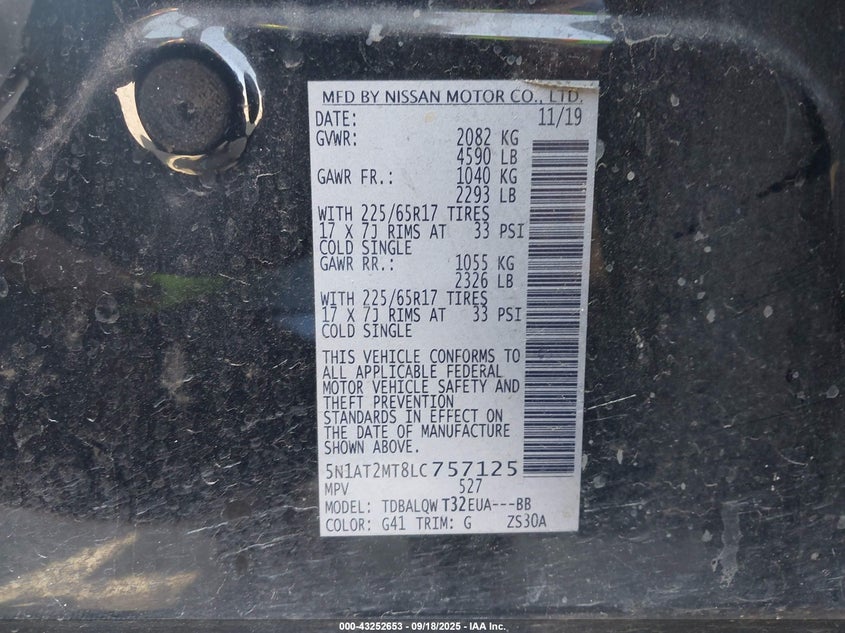 MFD BY NISSAN MOTOR CO., LTD.
DATE: 11/19
GVWR: 2082 KG
4590 LB
GAWR FR.: 1040 KG
2293 LB
WITH 225/65R17 TIRES
17 X 7J RIMS AT 33 PSI
COLD SINGLE
GAWR RR.: 1055 KG
2326 LB
WITH 225/65R17 TIRES
17 X 7J RIMS AT 33 PSI
COLD SINGLE
THIS VEHICLE CONFORMS TO
ALL APPLICABLE FEDERAL
MOTOR VEHICLE SAFETY AND
THEFT PREVENTION
STANDARDS IN EFFECT ON
THE DATE OF MANUFACTURE
SHOWN ABOVE.
5N1AT2MT8LC757125
MPV 527
MODEL: TDBALQW T32EUA---BB
COLOR: G41 TRIM: G ZS30A
000-43252653 - 09/18/2025 - IAA Inc.